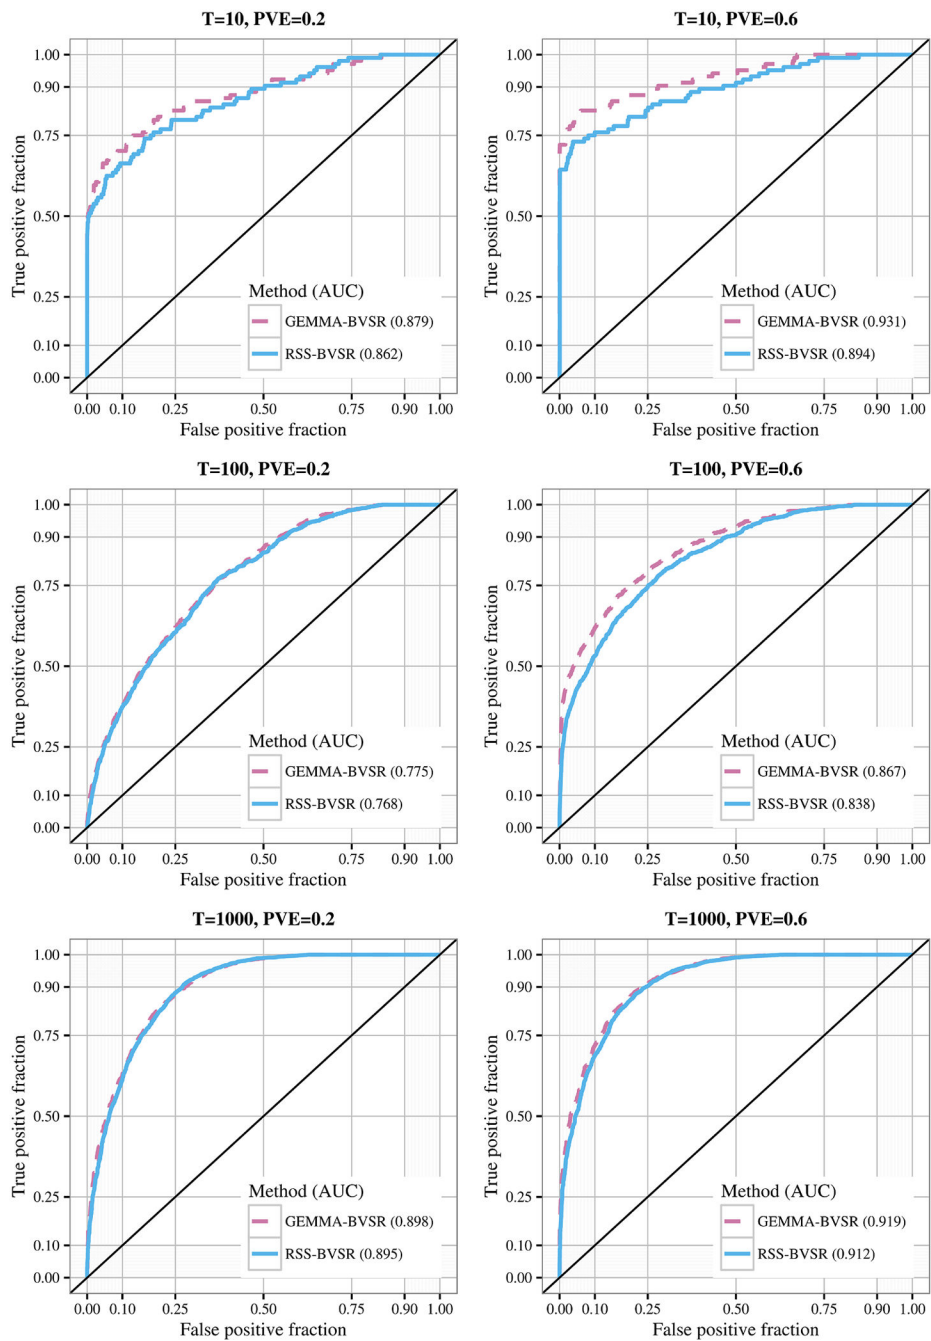 T=10, PVE=0.2
True positive fraction
1.00
0.90
0.75
0.50
0.25
0.10
0.00
Method (AUC)
GEMMA-BVSR (0.879)
RSS-BVSR (0.862)
0.00 0.10 0.25 0.50 0.75 0.90 1.00
False positive fraction
T=10, PVE=0.6
True positive fraction
1.00
0.90
0.75
0.50
0.25
0.10
0.00
Method (AUC)
GEMMA-BVSR (0.931)
RSS-BVSR (0.894)
0.00 0.10 0.25 0.50 0.75 0.90 1.00
False positive fraction
T=100, PVE=0.2
True positive fraction
1.00
0.90
0.75
0.50
0.25
0.10
0.00
Method (AUC)
GEMMA-BVSR (0.775)
RSS-BVSR (0.768)
0.00 0.10 0.25 0.50 0.75 0.90 1.00
False positive fraction
T=100, PVE=0.6
True positive fraction
1.00
0.90
0.75
0.50
0.25
0.10
0.00
Method (AUC)
GEMMA-BVSR (0.867)
RSS-BVSR (0.838)
0.00 0.10 0.25 0.50 0.75 0.90 1.00
False positive fraction
T=1000, PVE=0.2
True positive fraction
1.00
0.90
0.75
0.50
0.25
0.10
0.00
Method (AUC)
GEMMA-BVSR (0.898)
RSS-BVSR (0.895)
0.00 0.10 0.25 0.50 0.75 0.90 1.00
False positive fraction
T=1000, PVE=0.6
True positive fraction
1.00
0.90
0.75
0.50
0.25
0.10
0.00
Method (AUC)
GEMMA-BVSR (0.919)
RSS-BVSR (0.912)
0.00 0.10 0.25 0.50 0.75 0.90 1.00
False positive fraction